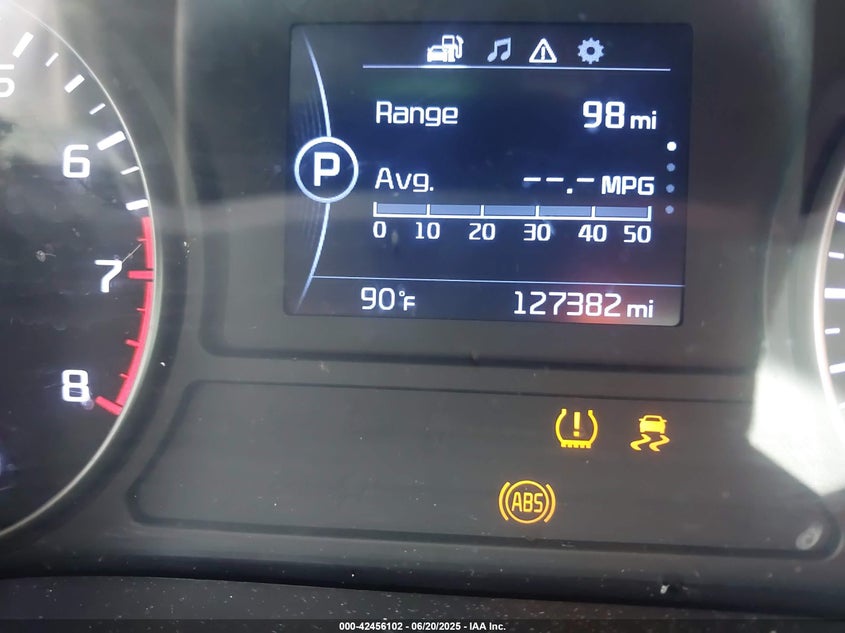 5
6
7
8
P
Range 98 mi
Avg. --.- MPG
0 10 20 30 40 50
90°F 127382 mi
ABS
000-42456102 - 06/20/2025 - IAA Inc.